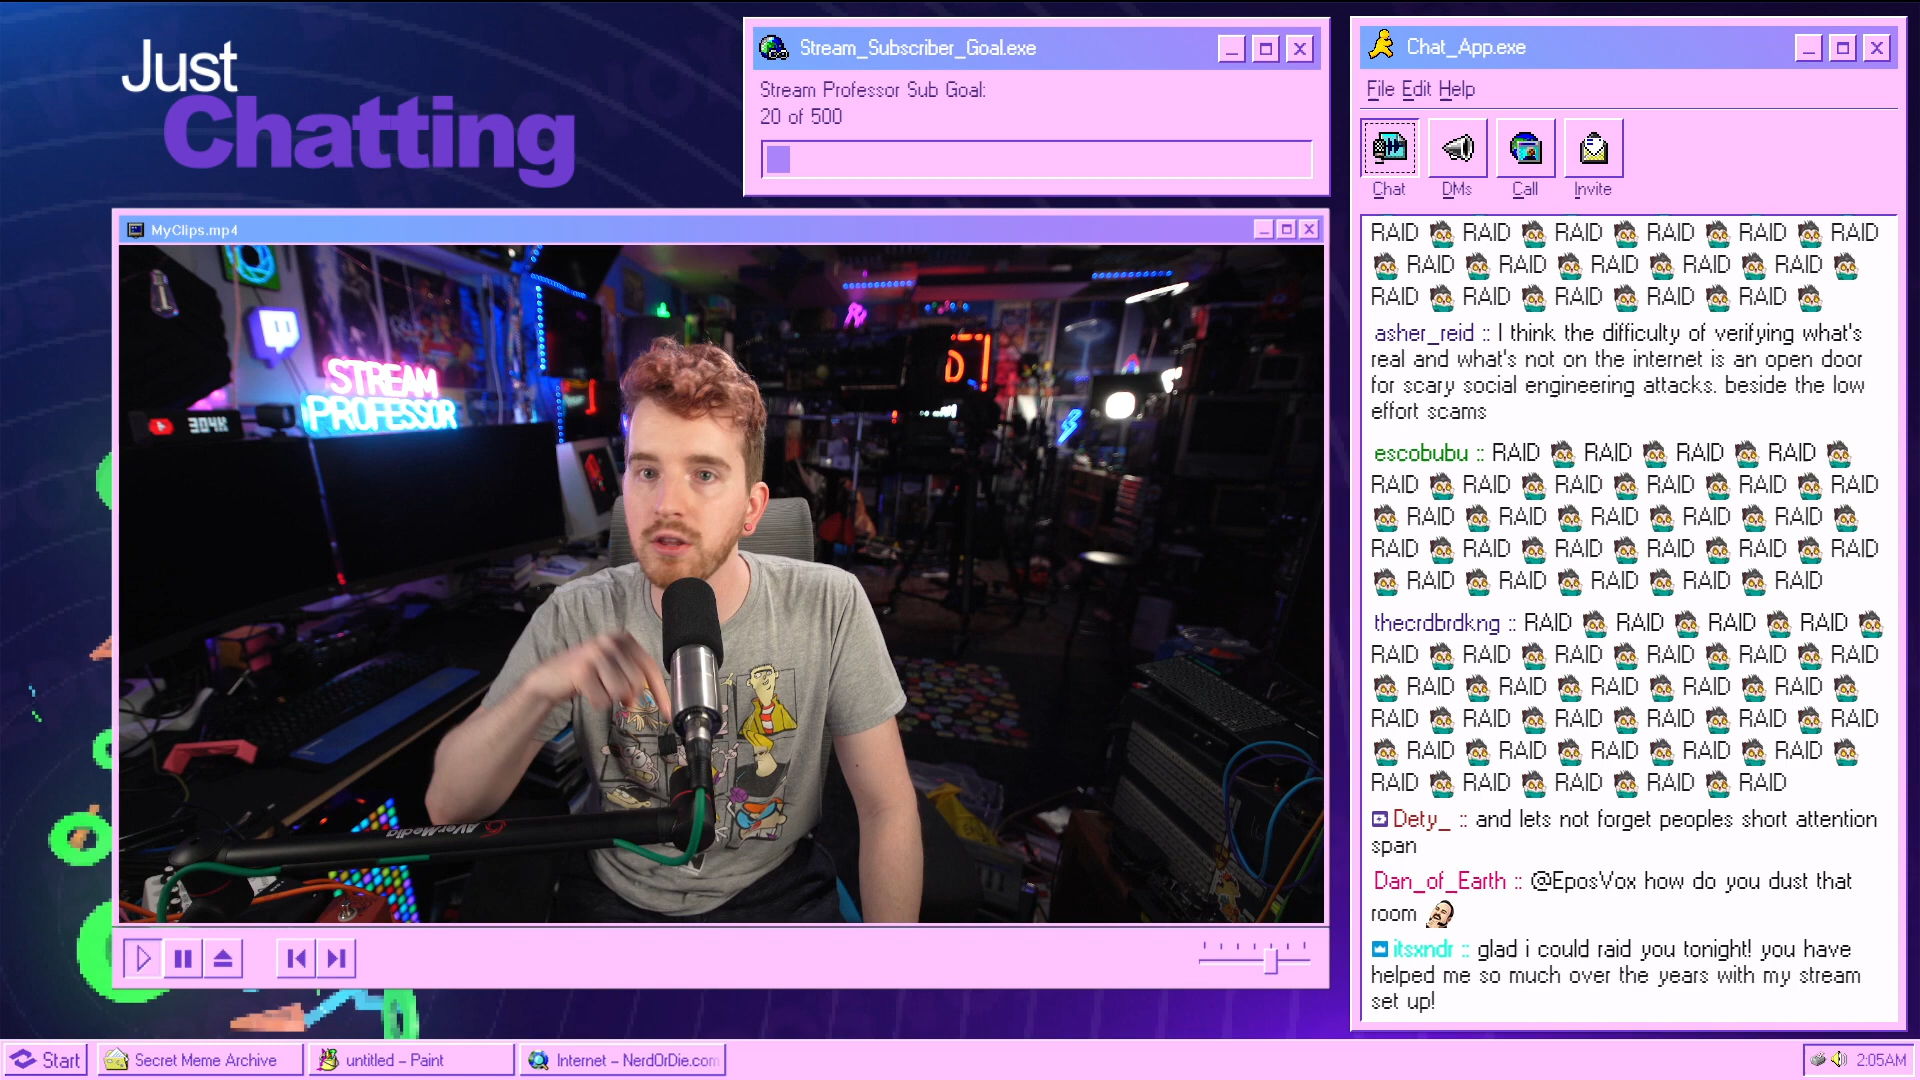 Just
Chatting
Stream_Subscriber_Goal.exe
Stream Professor Sub Goal:
20 of 500
MyClips.mp4
STREAM
PROFESSOR
304K
AVerMedia
Chat_App.exe
File Edit Help
Chat DMs Call Invite
RAID RAID RAID RAID RAID RAID
RAID RAID RAID RAID RAID
RAID RAID RAID RAID RAID
asher_reid :: I think the difficulty of verifying what's
real and what's not on the internet is an open door
for scary social engineering attacks. beside the low
effort scams
escobubu :: RAID RAID RAID RAID
RAID RAID RAID RAID RAID RAID
RAID RAID RAID RAID RAID
RAID RAID RAID RAID RAID RAID
RAID RAID RAID RAID RAID
thecrdbrdkng :: RAID RAID RAID RAID
RAID RAID RAID RAID RAID RAID
RAID RAID RAID RAID RAID
RAID RAID RAID RAID RAID RAID
RAID RAID RAID RAID RAID
RAID RAID RAID RAID RAID
Dety_ :: and lets not forget peoples short attention
span
Dan_of_Earth :: @EposVox how do you dust that
room
itsxndr :: glad i could raid you tonight! you have
helped me so much over the years with my stream
set up!
Start
Secret Meme Archive
untitled – Paint
Internet – NerdOrDie.com
2:05AM